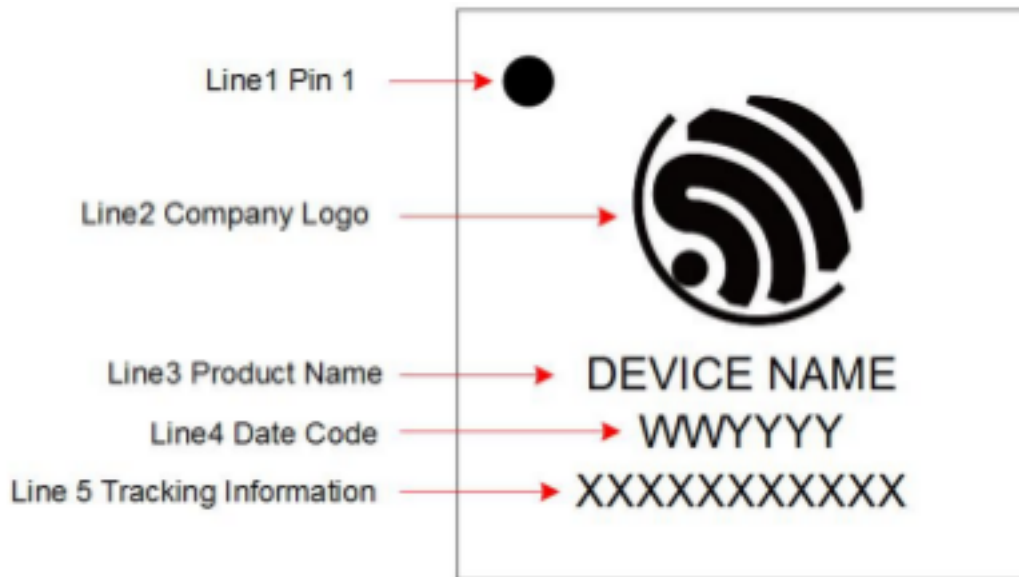 Line1 Pin 1
Line2 Company Logo
Line3 Product Name
DEVICE NAME
Line4 Date Code
WWYYYY
Line 5 Tracking Information
XXXXXXXXXXX